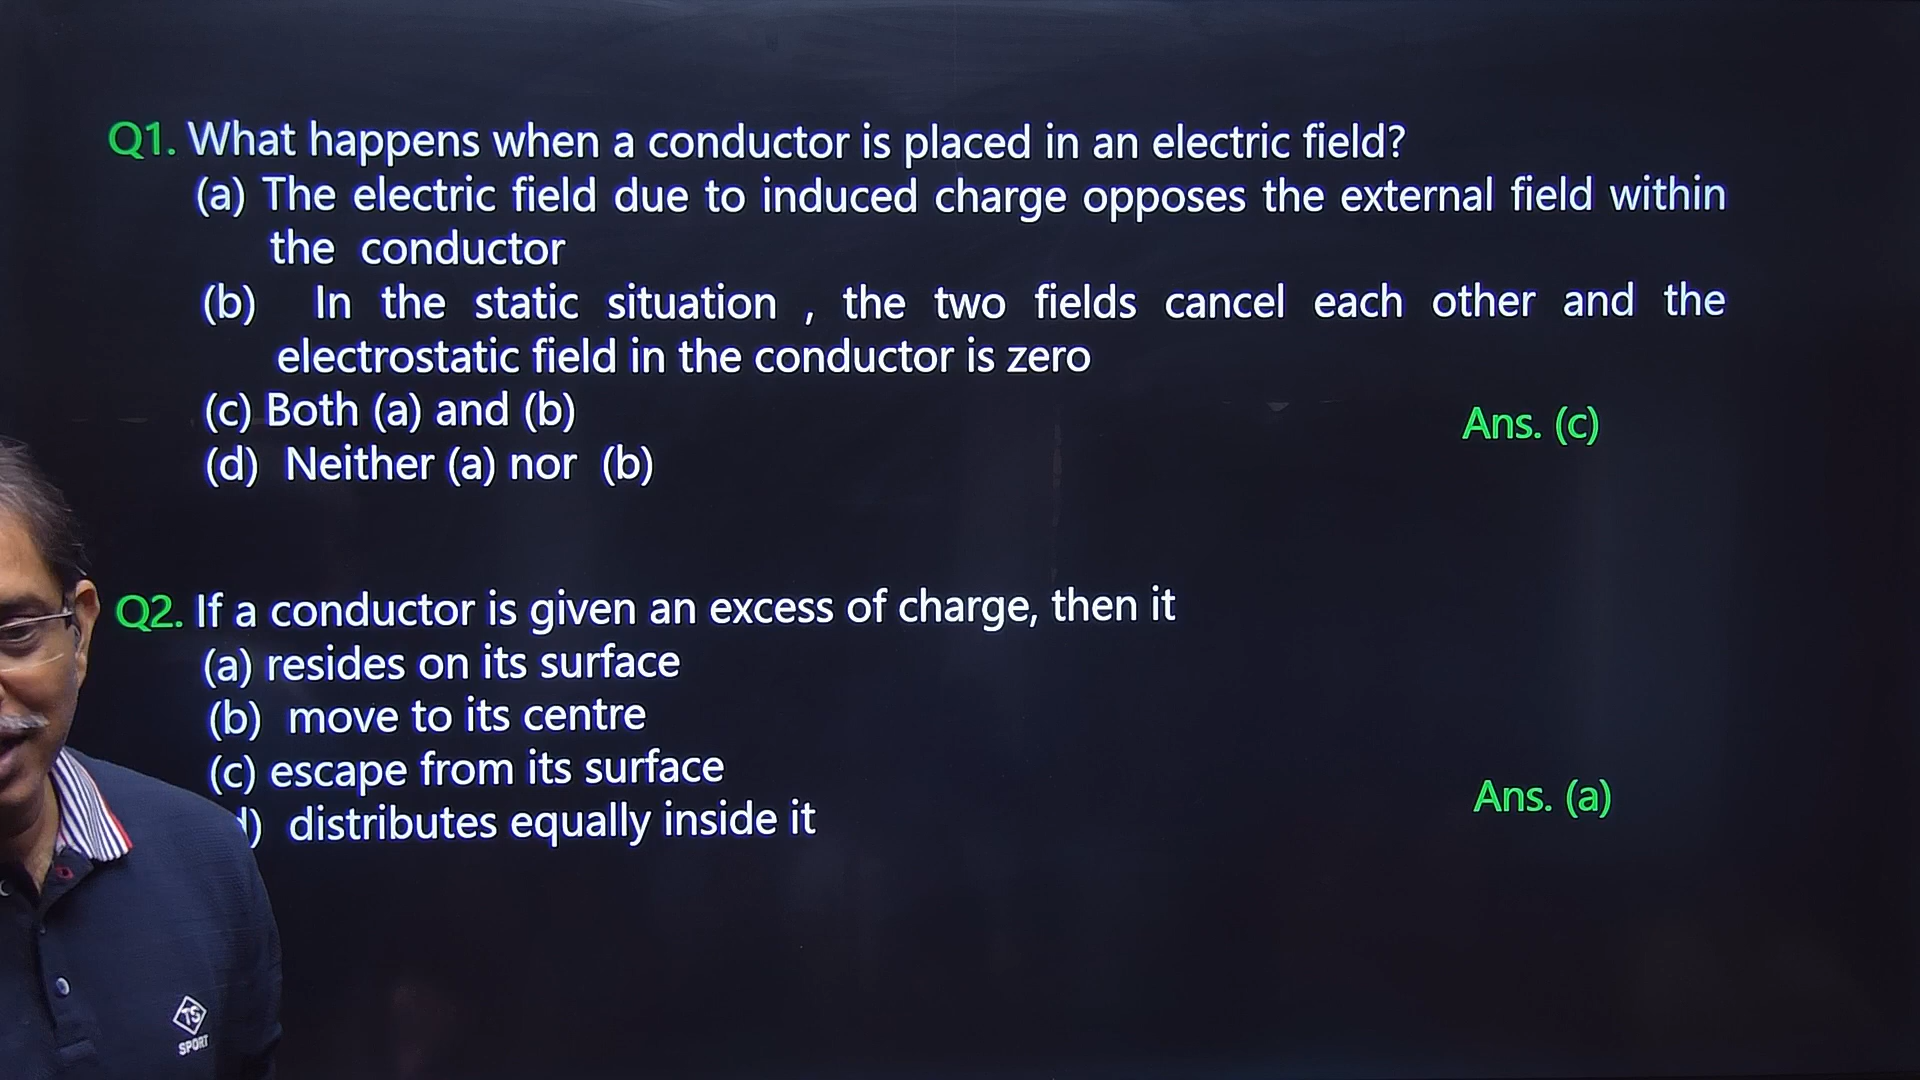 Q1. What happens when a conductor is placed in an electric field?
(a) The electric field due to induced charge opposes the external field within
the conductor
(b) In the static situation , the two fields cancel each other and the
electrostatic field in the conductor is zero
(c) Both (a) and (b)
Ans. (c)
(d) Neither (a) nor (b)
Q2. If a conductor is given an excess of charge, then it
(a) resides on its surface
(b) move to its centre
(c) escape from its surface
Ans. (a)
d) distributes equally inside it
TS
SPORT